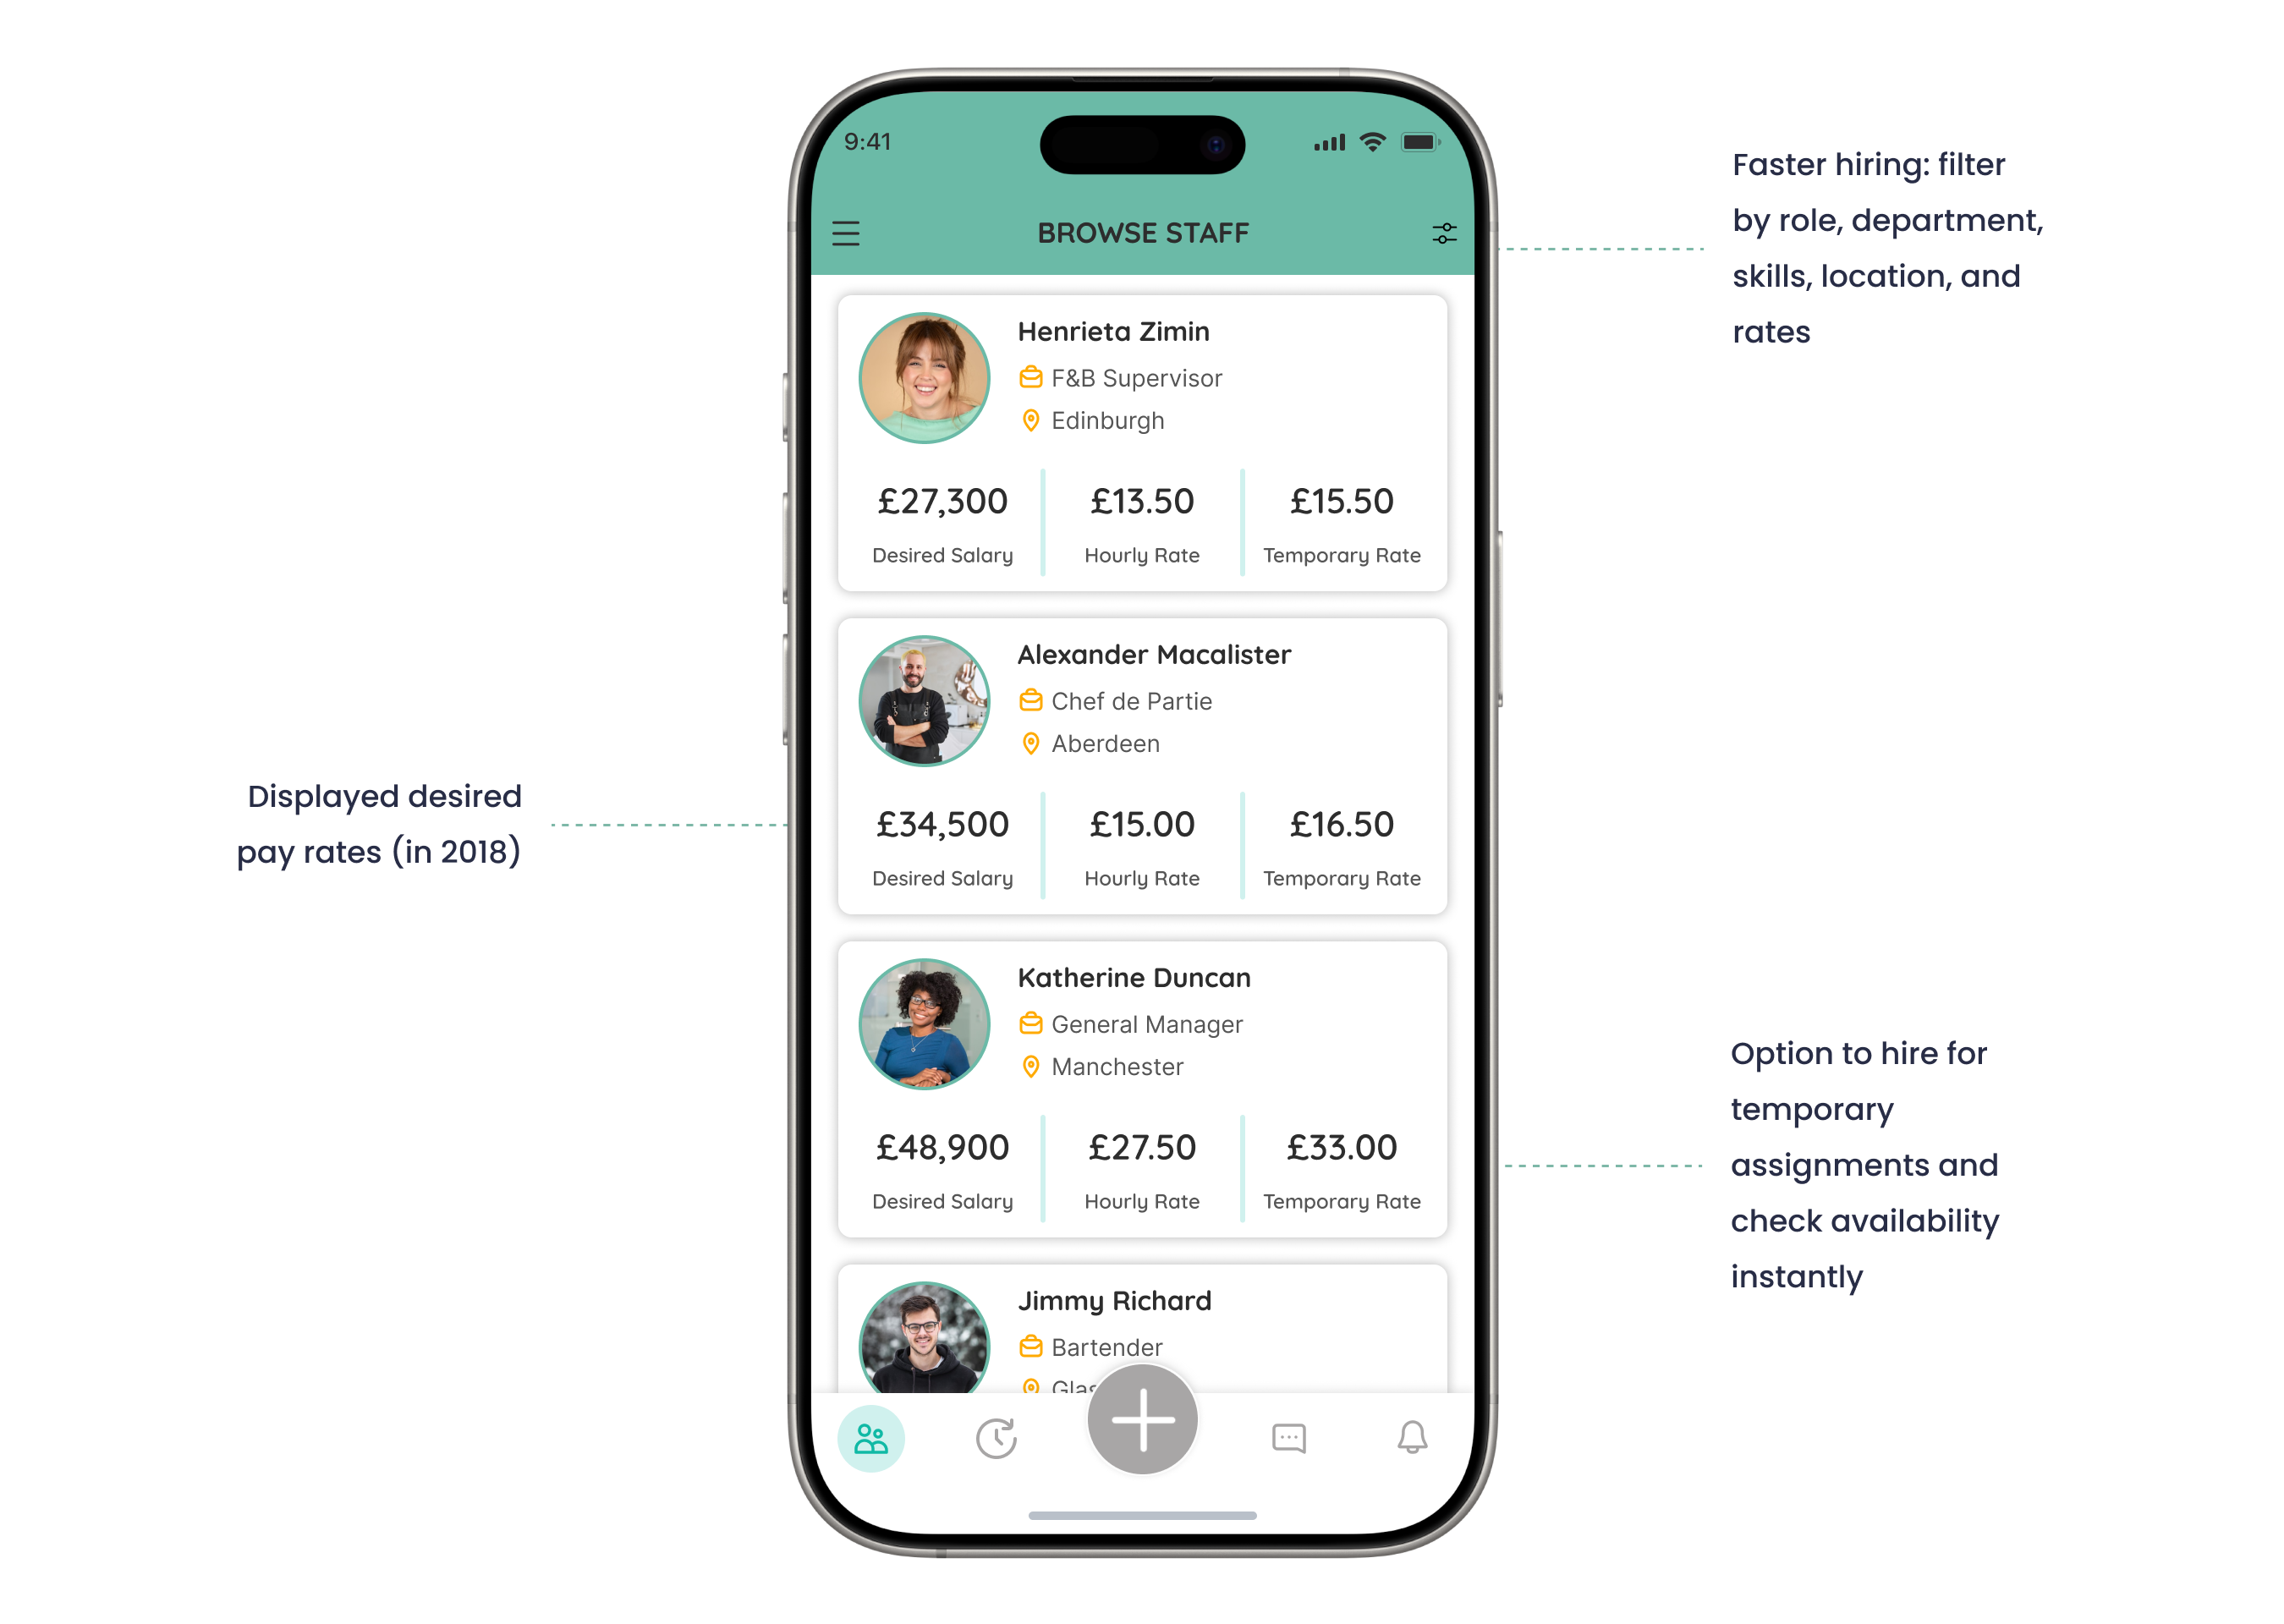 9:41
BROWSE STAFF
Henrieta Zimin
F&B Supervisor
Edinburgh
£27,300
£13.50
£15.50
Desired Salary
Hourly Rate
Temporary Rate
Alexander Macalister
Chef de Partie
Aberdeen
£34,500
£15.00
£16.50
Desired Salary
Hourly Rate
Temporary Rate
Katherine Duncan
General Manager
Manchester
£48,900
£27.50
£33.00
Desired Salary
Hourly Rate
Temporary Rate
Jimmy Richard
Bartender
Faster hiring: filter
by role, department,
skills, location, and
rates
Displayed desired
pay rates (in 2018)
Option to hire for
temporary
assignments and
check availability
instantly